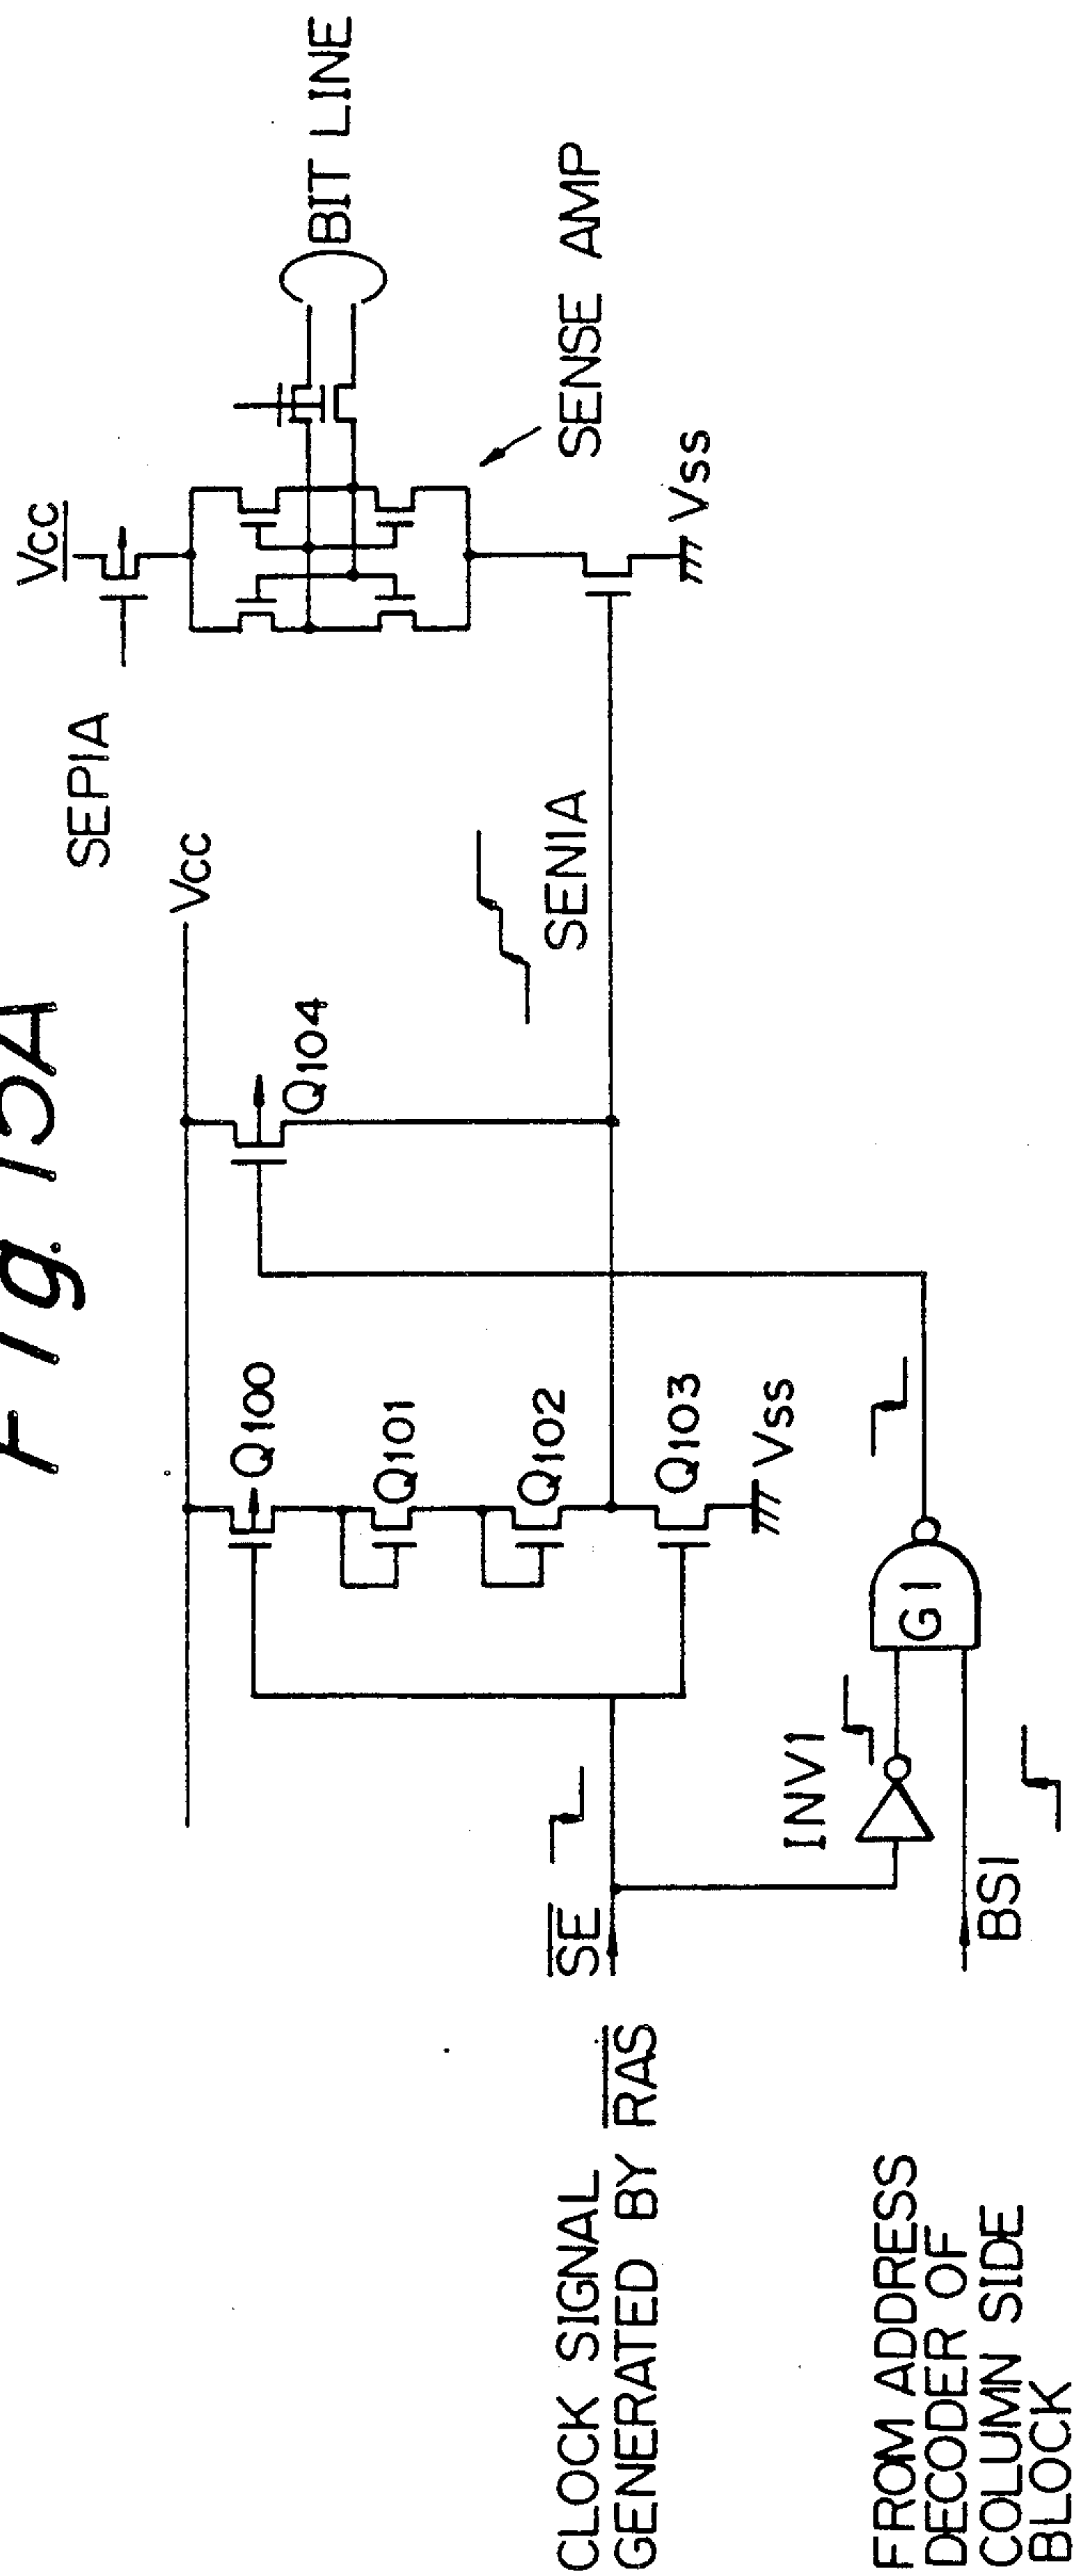 Fig. 15A
Vcc
SEPIA
Vcc
BIT LINE
SENSE AMP
Q100
Q104
Q101
Q102
SENIA
Q103
Vss
Vss
CLOCK SIGNAL
GENERATED BY RAS
SE
INV1
G1
BSI
FROM ADDRESS
DECODER OF
COLUMN SIDE
BLOCK